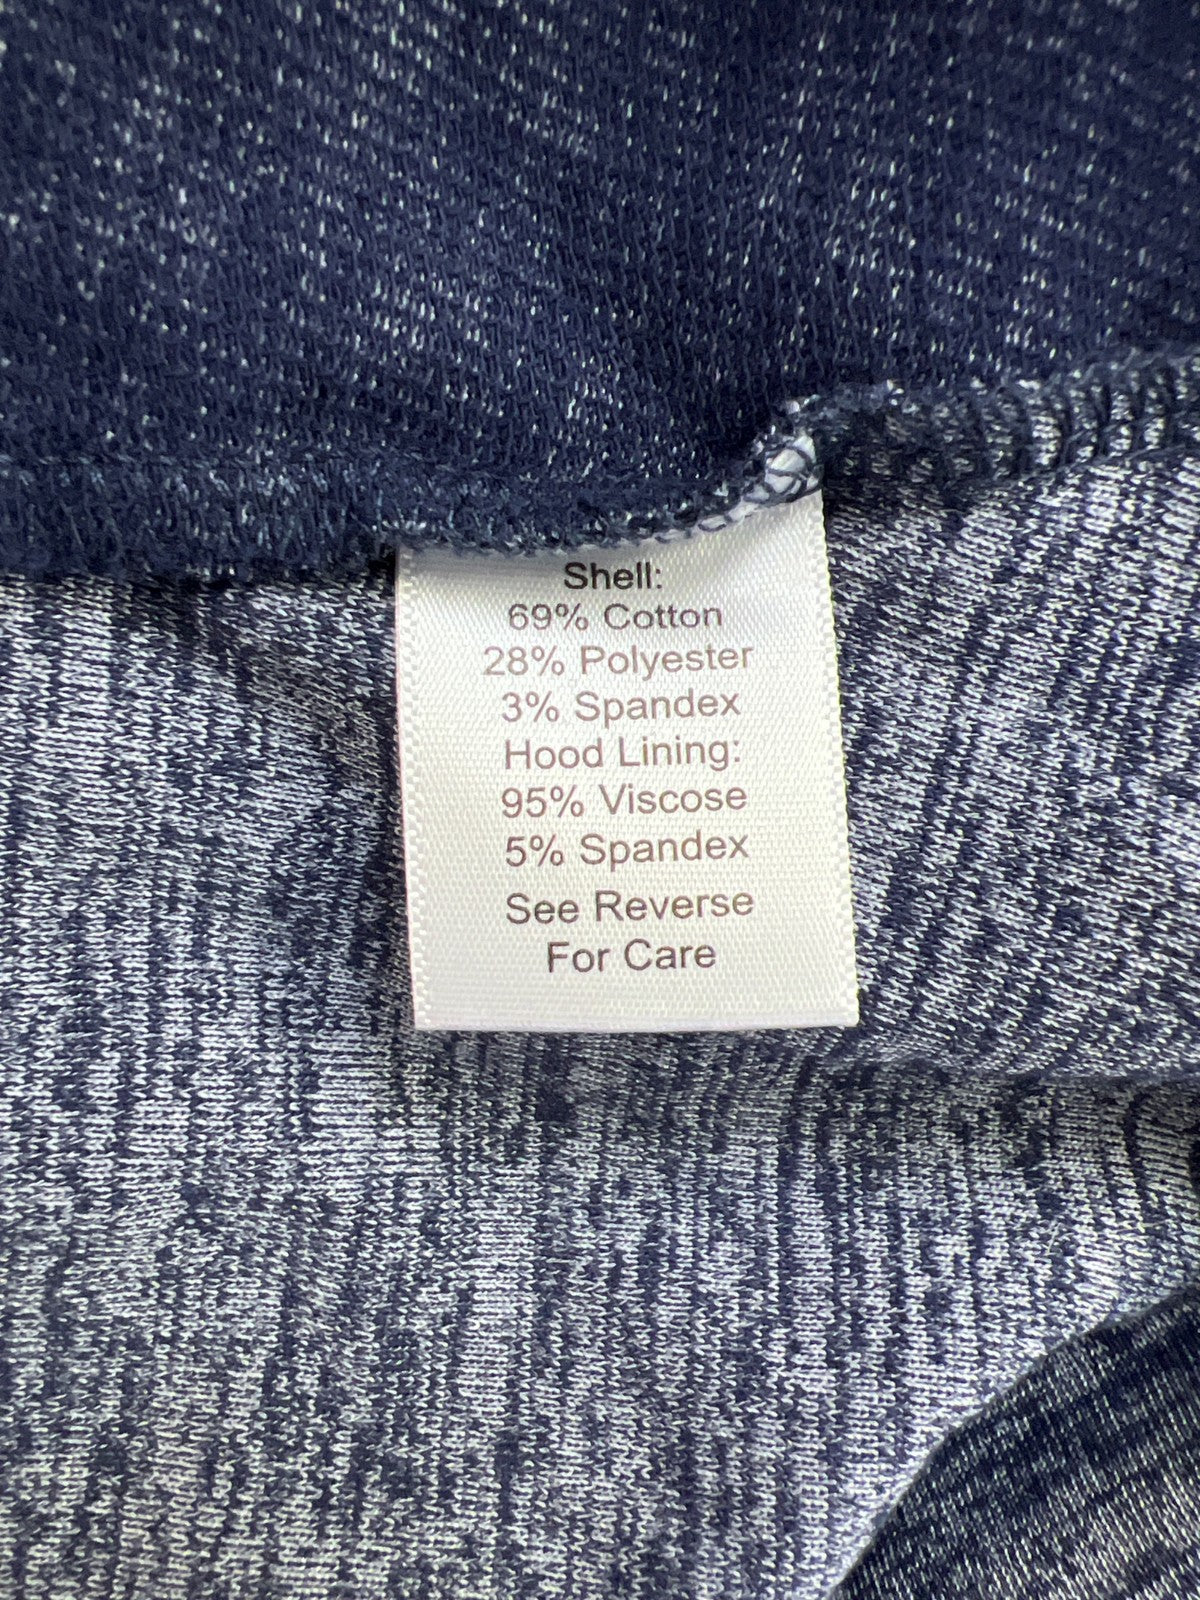 Shell:
69% Cotton
28% Polyester
3% Spandex
Hood Lining:
95% Viscose
5% Spandex
See Reverse
For Care